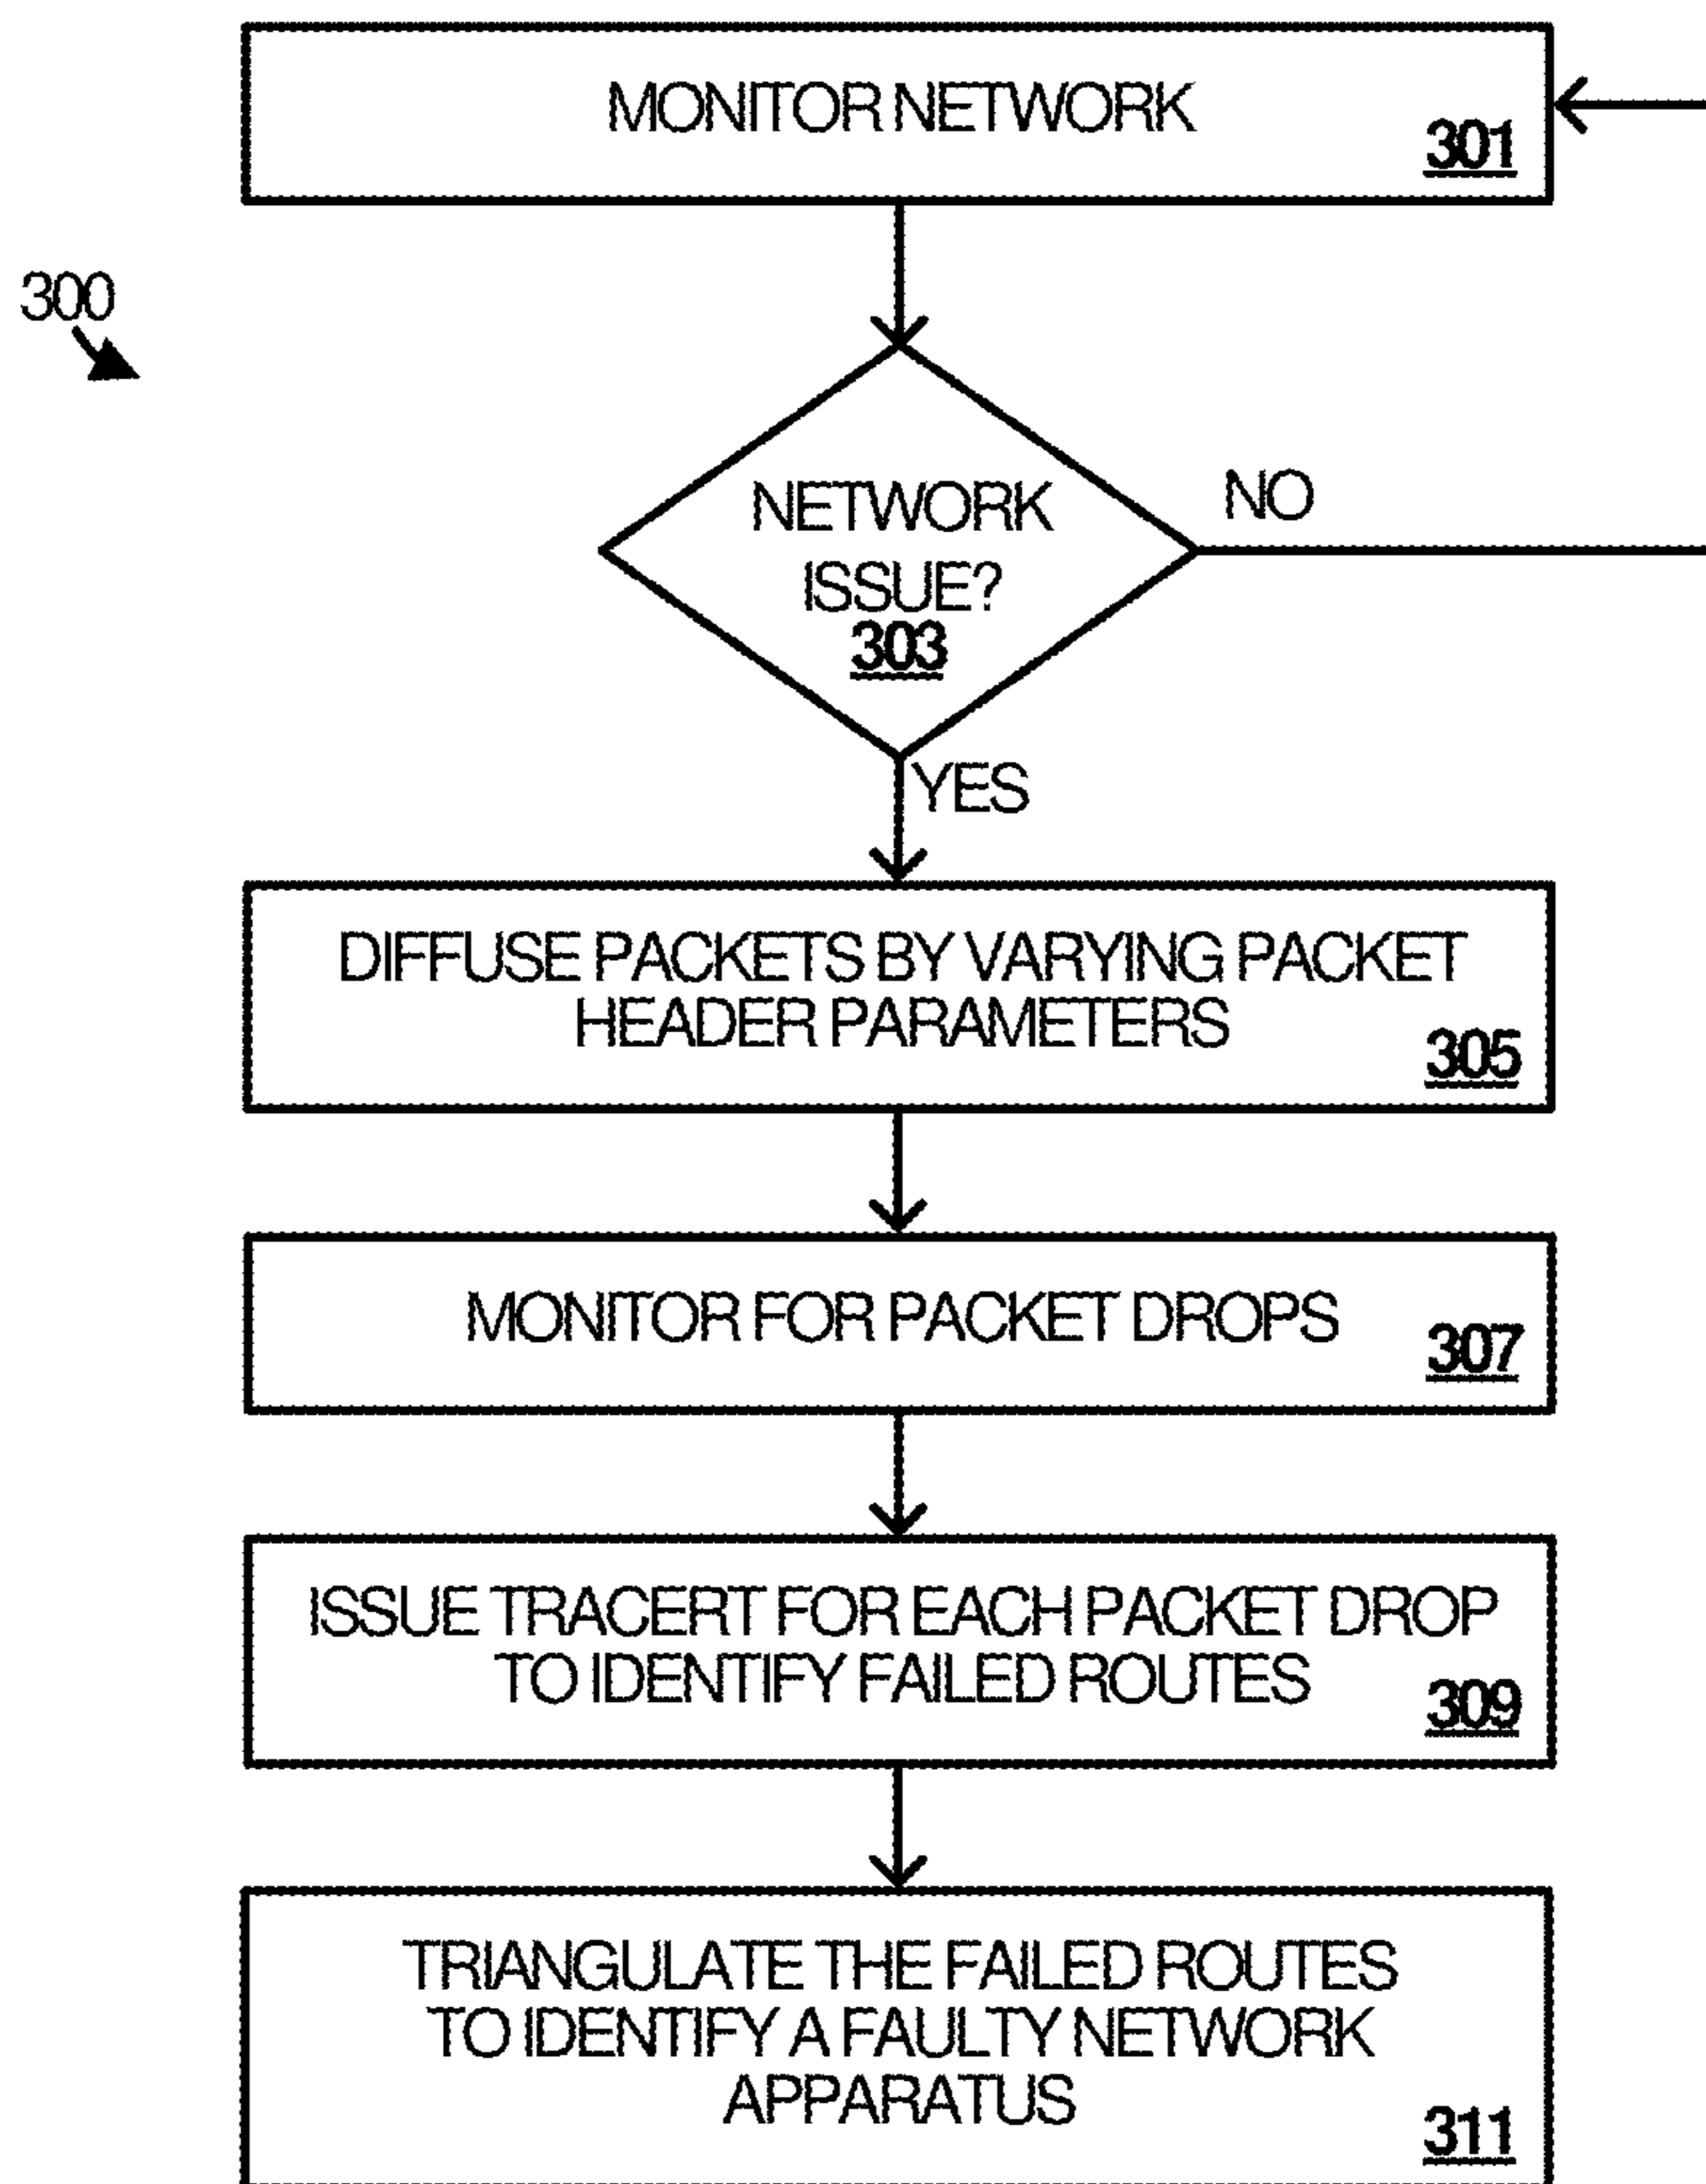 MONITOR NETWORK
301
300
NETWORK
ISSUE?
303
NO
YES
DIFFUSE PACKETS BY VARYING PACKET
HEADER PARAMETERS
305
MONITOR FOR PACKET DROPS
307
ISSUE TRACERT FOR EACH PACKET DROP
TO IDENTIFY FAILED ROUTES
309
TRIANGULATE THE FAILED ROUTES
TO IDENTIFY A FAULTY NETWORK
APPARATUS
311